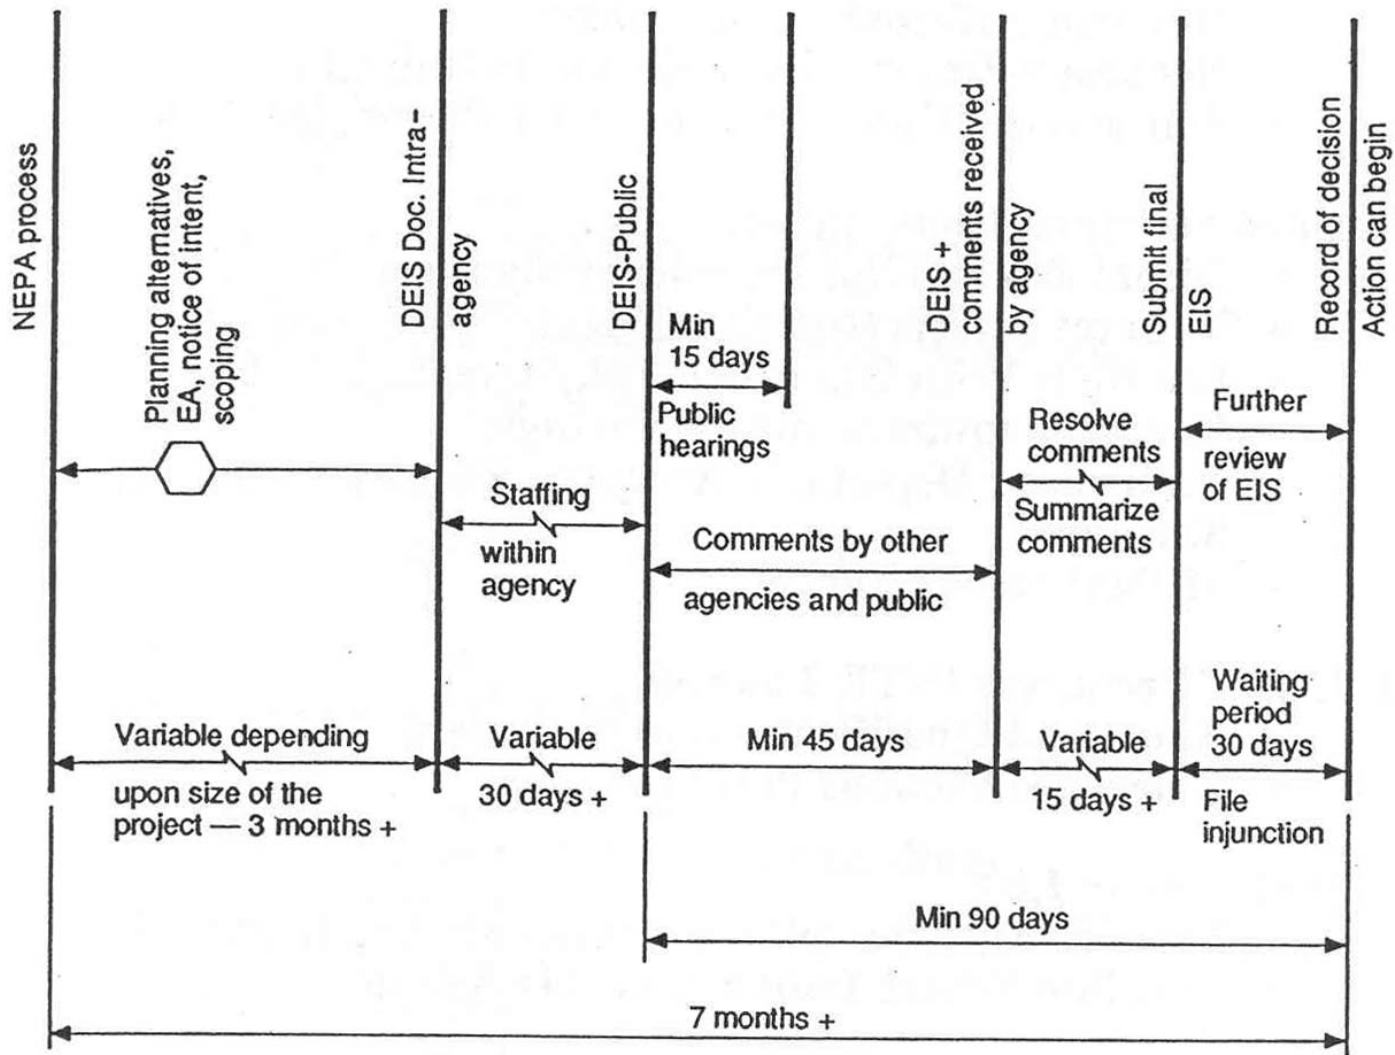 NEPA process
Planning alternatives,
EA, notice of intent,
scoping
DEIS Doc. Intra-
agency
DEIS-Public
DEIS +
comments received
by agency
Submit final
EIS
Record of decision
Action can begin
Min
15 days
Public
hearings
Further
review
of EIS
Resolve
comments
Summarize
comments
Staffing
within
agency
Comments by other
agencies and public
Variable depending
upon size of the
project — 3 months +
Variable
30 days +
Min 45 days
Variable
15 days +
Waiting
period
30 days
File
injunction
Min 90 days
7 months +